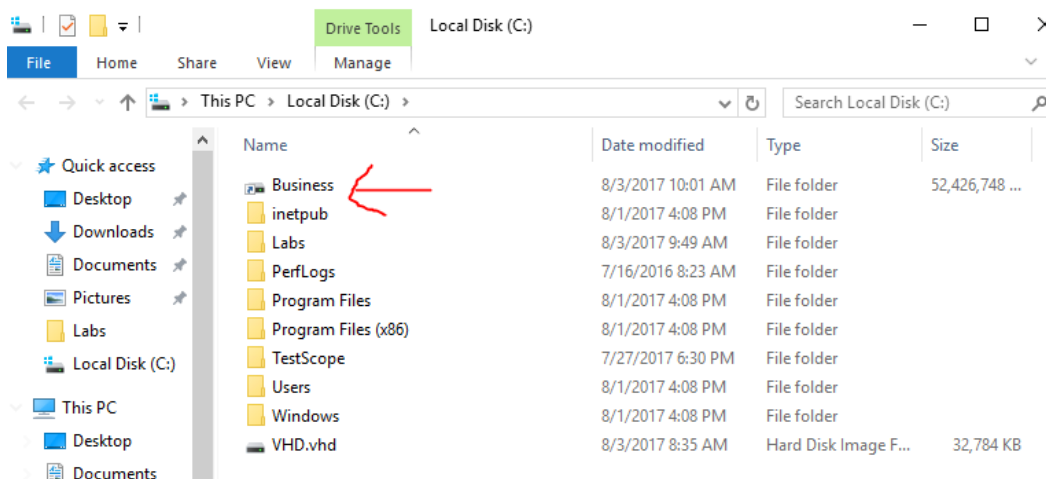 Drive Tools Local Disk (C:)
File Home Share View Manage
This PC > Local Disk (C:) > Search Local Disk (C:)
Name Date modified Type Size
Quick access
Desktop
Downloads
Documents
Pictures
Labs
Local Disk (C:)
This PC
Desktop
Documents
Business 8/3/2017 10:01 AM File folder 52,426,748 ...
inetpub 8/1/2017 4:08 PM File folder
Labs 8/3/2017 9:49 AM File folder
PerfLogs 7/16/2016 8:23 AM File folder
Program Files 8/1/2017 4:08 PM File folder
Program Files (x86) 8/1/2017 4:08 PM File folder
TestScope 7/27/2017 6:30 PM File folder
Users 8/1/2017 4:08 PM File folder
Windows 8/1/2017 4:08 PM File folder
VHD.vhd 8/3/2017 8:35 AM Hard Disk Image F... 32,784 KB